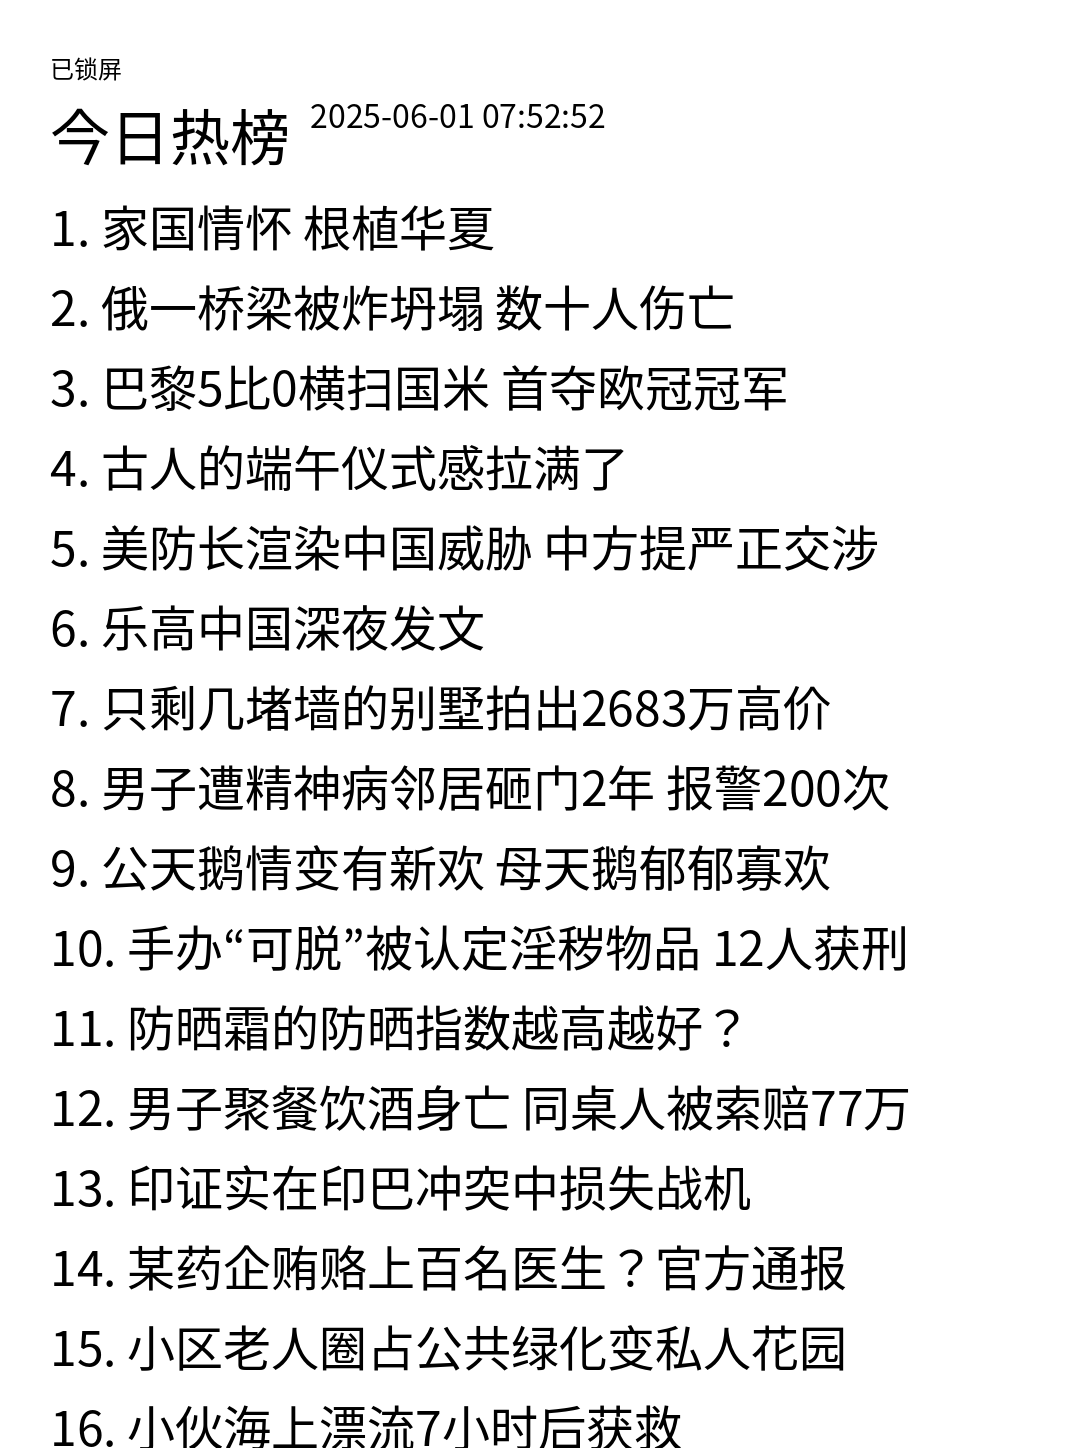 已锁屏
今日热榜 2025-06-01 07:52:52
1. 家国情怀 根植华夏
2. 俄一桥梁被炸坍塌 数十人伤亡
3. 巴黎5比0横扫国米 首夺欧冠冠军
4. 古人的端午仪式感拉满了
5. 美防长渲染中国威胁 中方提严正交涉
6. 乐高中国深夜发文
7. 只剩几堵墙的别墅拍出2683万高价
8. 男子遭精神病邻居砸门2年 报警200次
9. 公天鹅情变有新欢 母天鹅郁郁寡欢
10. 手办“可脱”被认定淫秽物品 12人获刑
11. 防晒霜的防晒指数越高越好？
12. 男子聚餐饮酒身亡 同桌人被索赔77万
13. 印证实在印巴冲突中损失战机
14. 某药企贿赂上百名医生？官方通报
15. 小区老人圈占公共绿化变私人花园
16. 小伙海上漂流7小时后获救